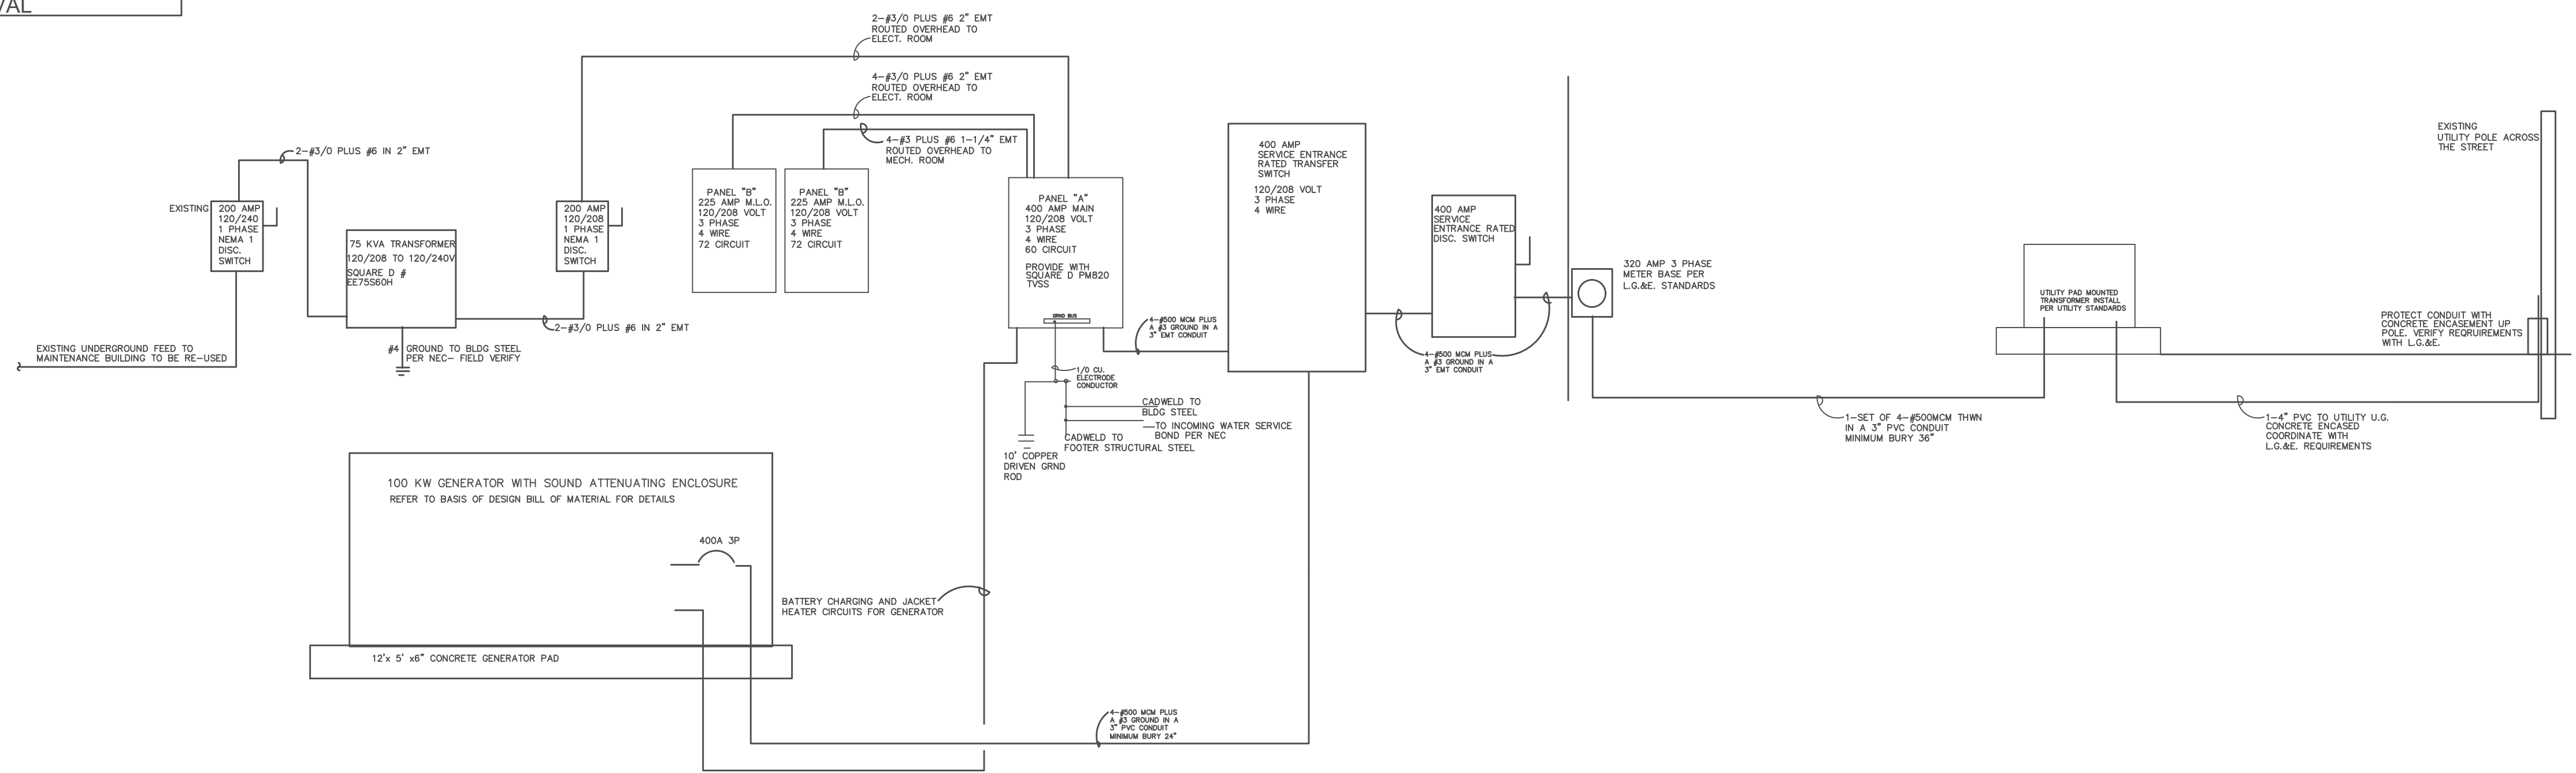 VAL
2-#3/0 PLUS #6 2" EMT
ROUTED OVERHEAD TO
ELECT. ROOM
4-#3/0 PLUS #6 2" EMT
ROUTED OVERHEAD TO
ELECT. ROOM
4-#3 PLUS #6 1-1/4" EMT
ROUTED OVERHEAD TO
MECH. ROOM
2-#3/0 PLUS #6 IN 2" EMT
EXISTING
200 AMP
120/240
1 PHASE
NEMA 1
DISC.
SWITCH
75 KVA TRANSFORMER
120/208 TO 120/240V
SQUARE D #
EE75S60H
200 AMP
120/208
1 PHASE
NEMA 1
DISC.
SWITCH
2-#3/0 PLUS #6 IN 2" EMT
#4 GROUND TO BLDG STEEL
PER NEC- FIELD VERIFY
EXISTING UNDERGROUND FEED TO
MAINTENANCE BUILDING TO BE RE-USED
PANEL "B"
225 AMP M.L.O.
120/208 VOLT
3 PHASE
4 WIRE
72 CIRCUIT
PANEL "B"
225 AMP M.L.O.
120/208 VOLT
3 PHASE
4 WIRE
72 CIRCUIT
PANEL "A"
400 AMP MAIN
120/208 VOLT
3 PHASE
4 WIRE
60 CIRCUIT
PROVIDE WITH
SQUARE D PM820
TVSS
GRND BUS
4-#500 MCM PLUS
A #3 GROUND IN A
3" EMT CONDUIT
1/0 CU.
ELECTRODE
CONDUCTOR
CADWELD TO
BLDG STEEL
TO INCOMING WATER SERVICE
BOND PER NEC
CADWELD TO
FOOTER STRUCTURAL STEEL
10' COPPER
DRIVEN GRND
ROD
400 AMP
SERVICE ENTRANCE
RATED TRANSFER
SWITCH
120/208 VOLT
3 PHASE
4 WIRE
400 AMP
SERVICE
ENTRANCE RATED
DISC. SWITCH
4-#500 MCM PLUS
A #3 GROUND IN A
3" EMT CONDUIT
320 AMP 3 PHASE
METER BASE PER
L.G.&E. STANDARDS
UTILITY PAD MOUNTED
TRANSFORMER INSTALL
PER UTILITY STANDARDS
EXISTING
UTILITY POLE ACROSS
THE STREET
PROTECT CONDUIT WITH
CONCRETE ENCASEMENT UP
POLE. VERIFY REQRUIREMENTS
WITH L.G.&E.
1-SET OF 4-#500MCM THWN
IN A 3" PVC CONDUIT
MINIMUM BURY 36"
1-4" PVC TO UTILITY U.G.
CONCRETE ENCASED
COORDINATE WITH
L.G.&E. REQUIREMENTS
100 KW GENERATOR WITH SOUND ATTENUATING ENCLOSURE
REFER TO BASIS OF DESIGN BILL OF MATERIAL FOR DETAILS
400A 3P
BATTERY CHARGING AND JACKET
HEATER CIRCUITS FOR GENERATOR
12'x 5' x6" CONCRETE GENERATOR PAD
4-#500 MCM PLUS
A #3 GROUND IN A
3" PVC CONDUIT
MINIMUM BURY 24"